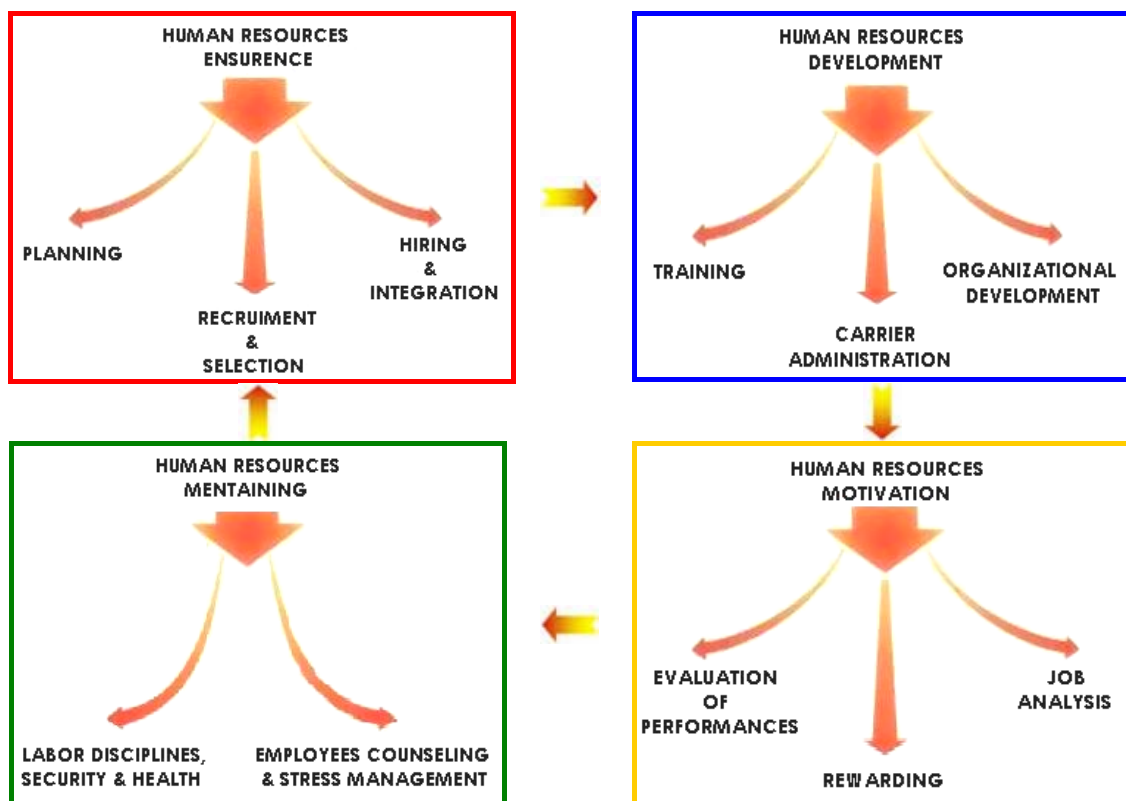 HUMAN RESOURCES
ENSURENCE
PLANNING
RECRUIMENT
&
SELECTION
HIRING
&
INTEGRATION
HUMAN RESOURCES
DEVELOPMENT
TRAINING
CARRIER
ADMINISTRATION
ORGANIZATIONAL
DEVELOPMENT
HUMAN RESOURCES
MENTAINING
LABOR DISCIPLINES,
SECURITY & HEALTH
EMPLOYEES COUNSELING
& STRESS MANAGEMENT
HUMAN RESOURCES
MOTIVATION
EVALUATION
OF
PERFORMANCES
REWARDING
JOB
ANALYSIS